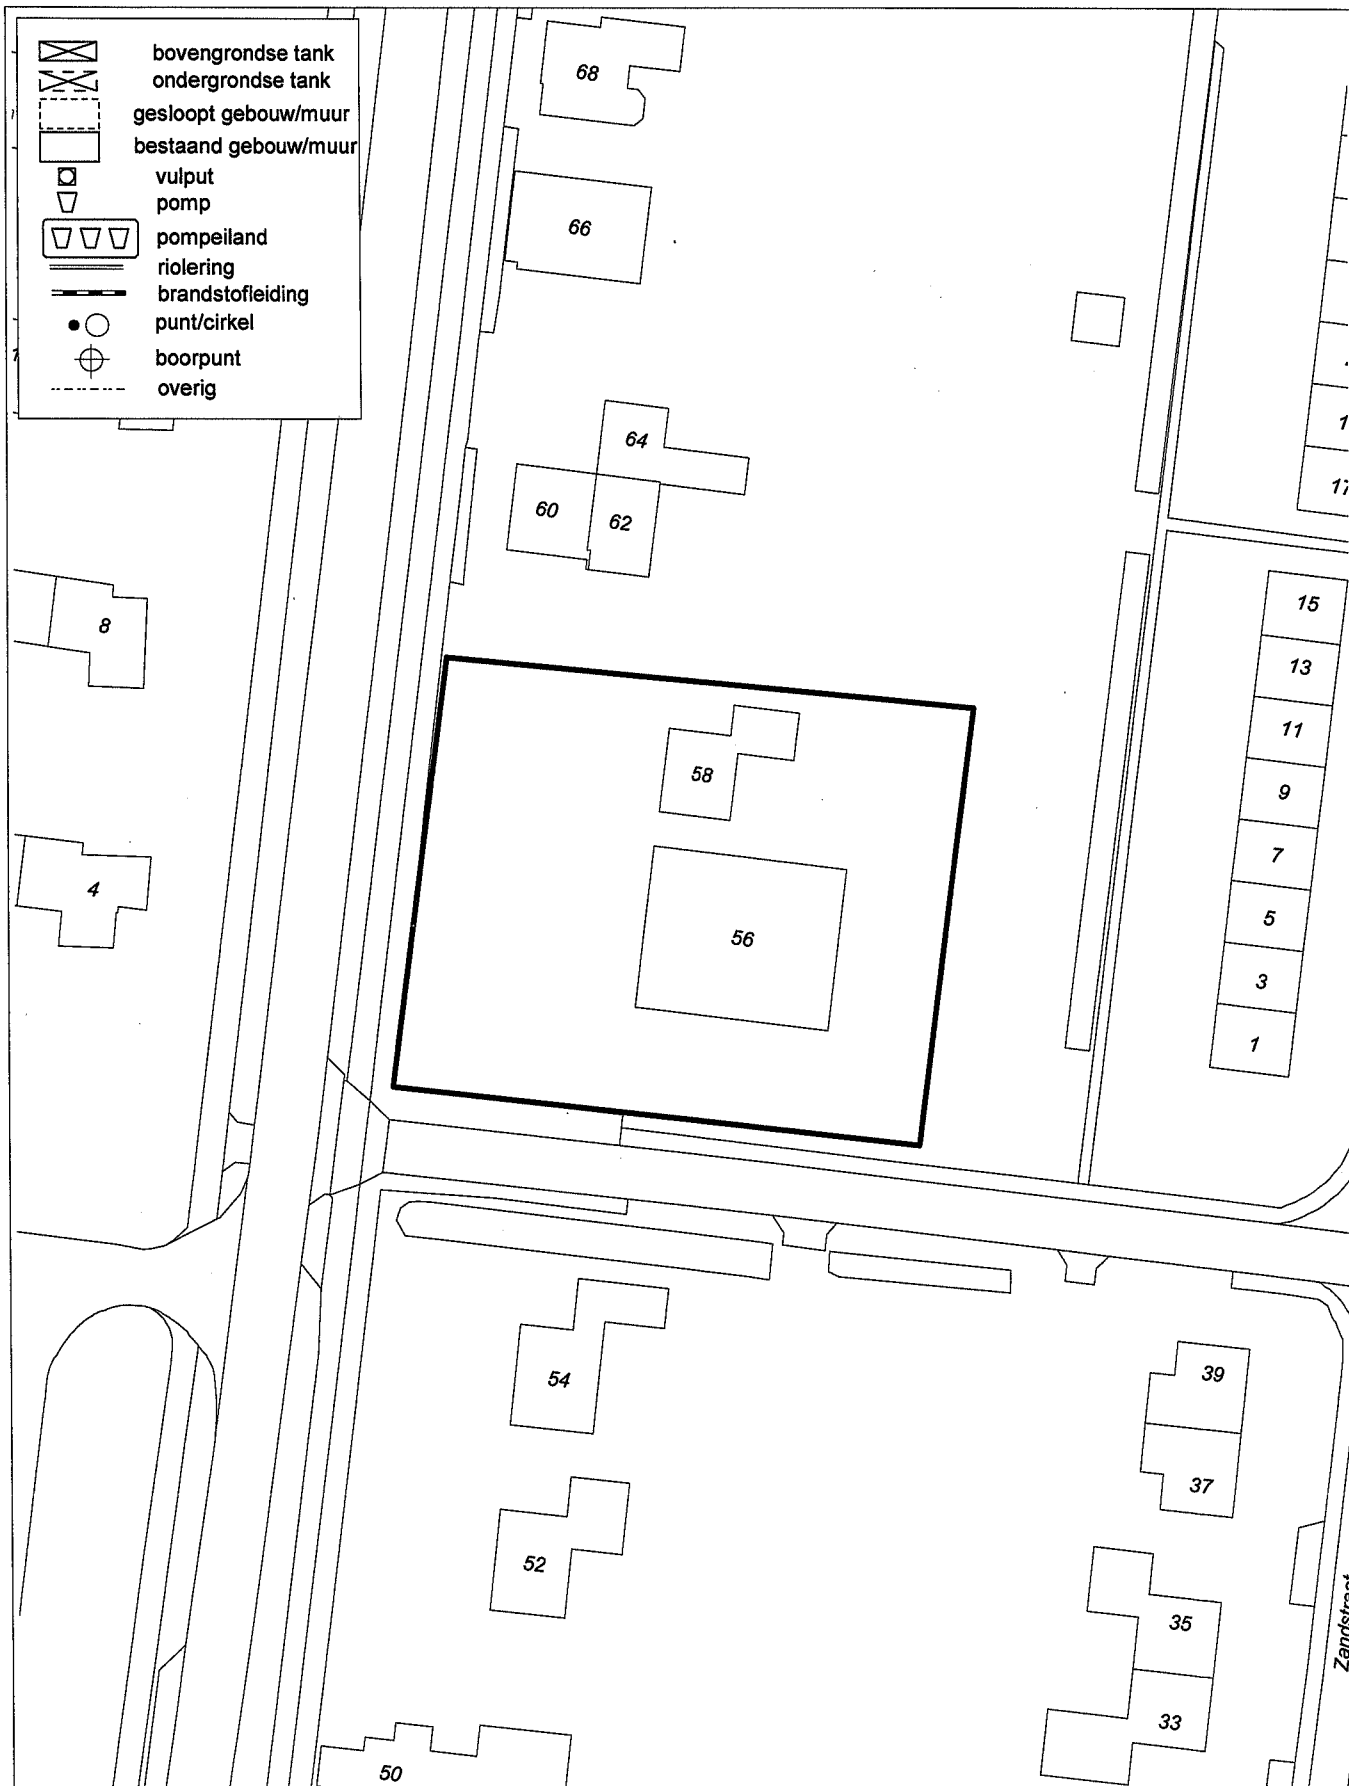 bovengrondse tank
ondergrondse tank
gesloopt gebouw/muur
bestaand gebouw/muur
vulput
pomp
pompeiland
riolering
brandstofleiding
punt/cirkel
boorpunt
overig
68
66
64
60
62
17
8
15
13
11
58
9
7
4
5
56
3
1
54
39
37
52
35
Zandstraat
33
50